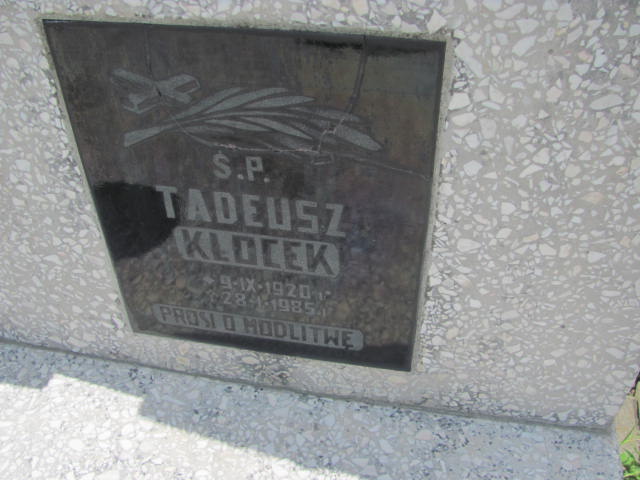 Ś.P.
TADEUSZ
KLOCEK
* 9·IX·1920 r
† 28·I·1985 r
PROSI O MODLITWĘ